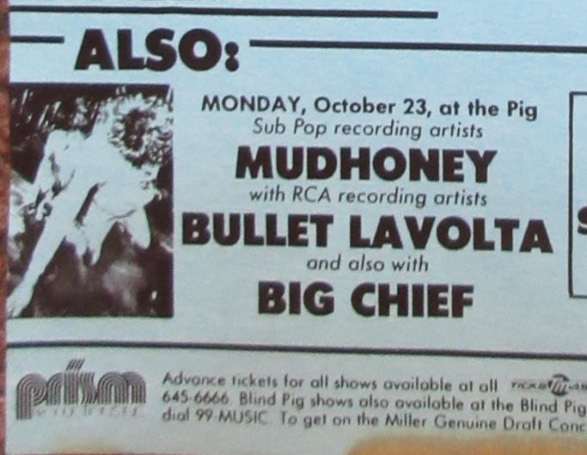 ALSO:
MONDAY, October 23, at the Pig
Sub Pop recording artists
MUDHONEY
with RCA recording artists
BULLET LAVOLTA
and also with
BIG CHIEF
prism
Advance tickets for all shows available at all
645-6666. Blind Pig shows also available at the Blind Pig
dial 99-MUSIC. To get on the Miller Genuine Draft Conc